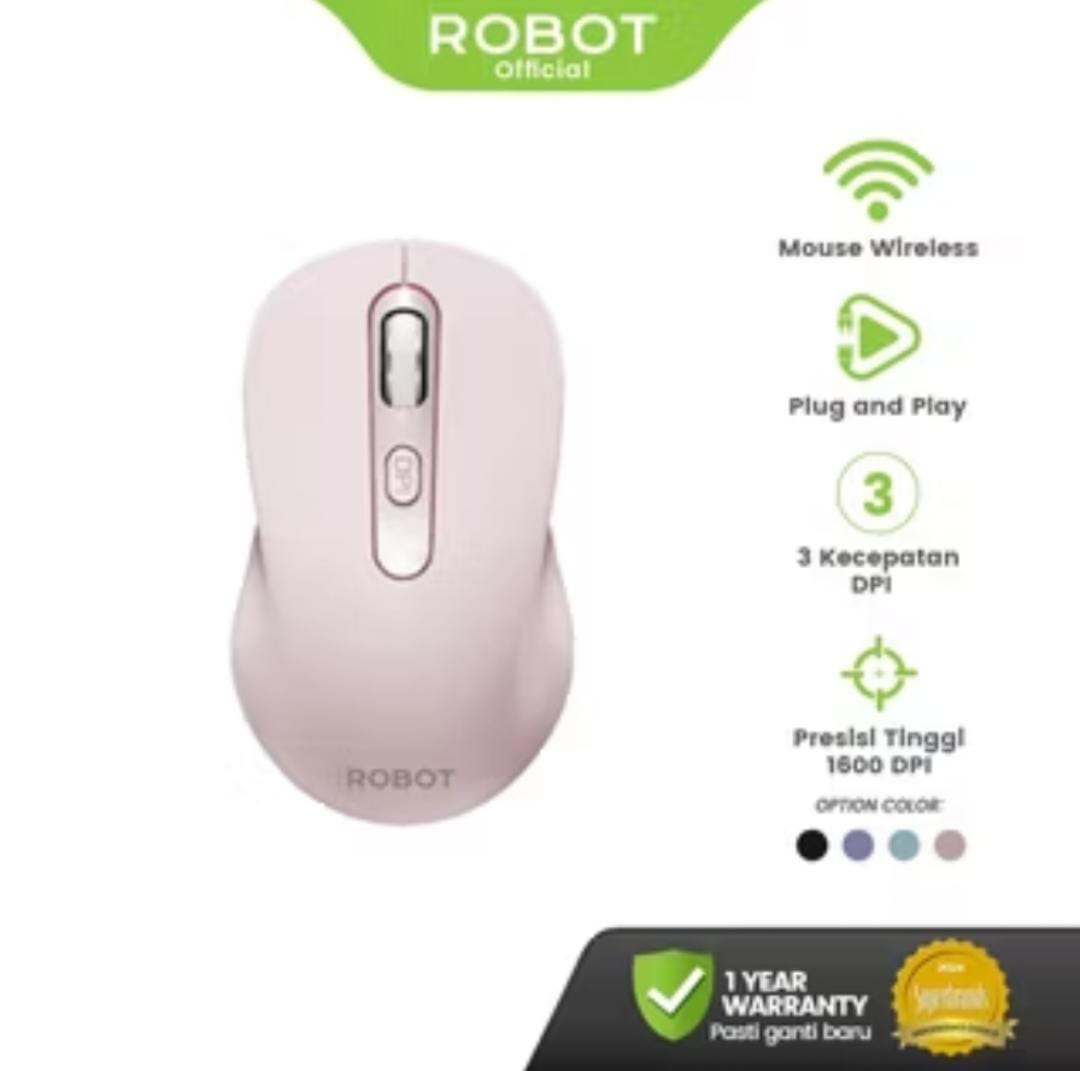 ROBOT
Official
Mouse Wireless
Plug and Play
3
3 Kecepatan
DPI
Presisi Tinggi
1600 DPI
OPTION COLOR:
DPI
ROBOT
1 YEAR
WARRANTY
Pasti ganti baru
Superbrands